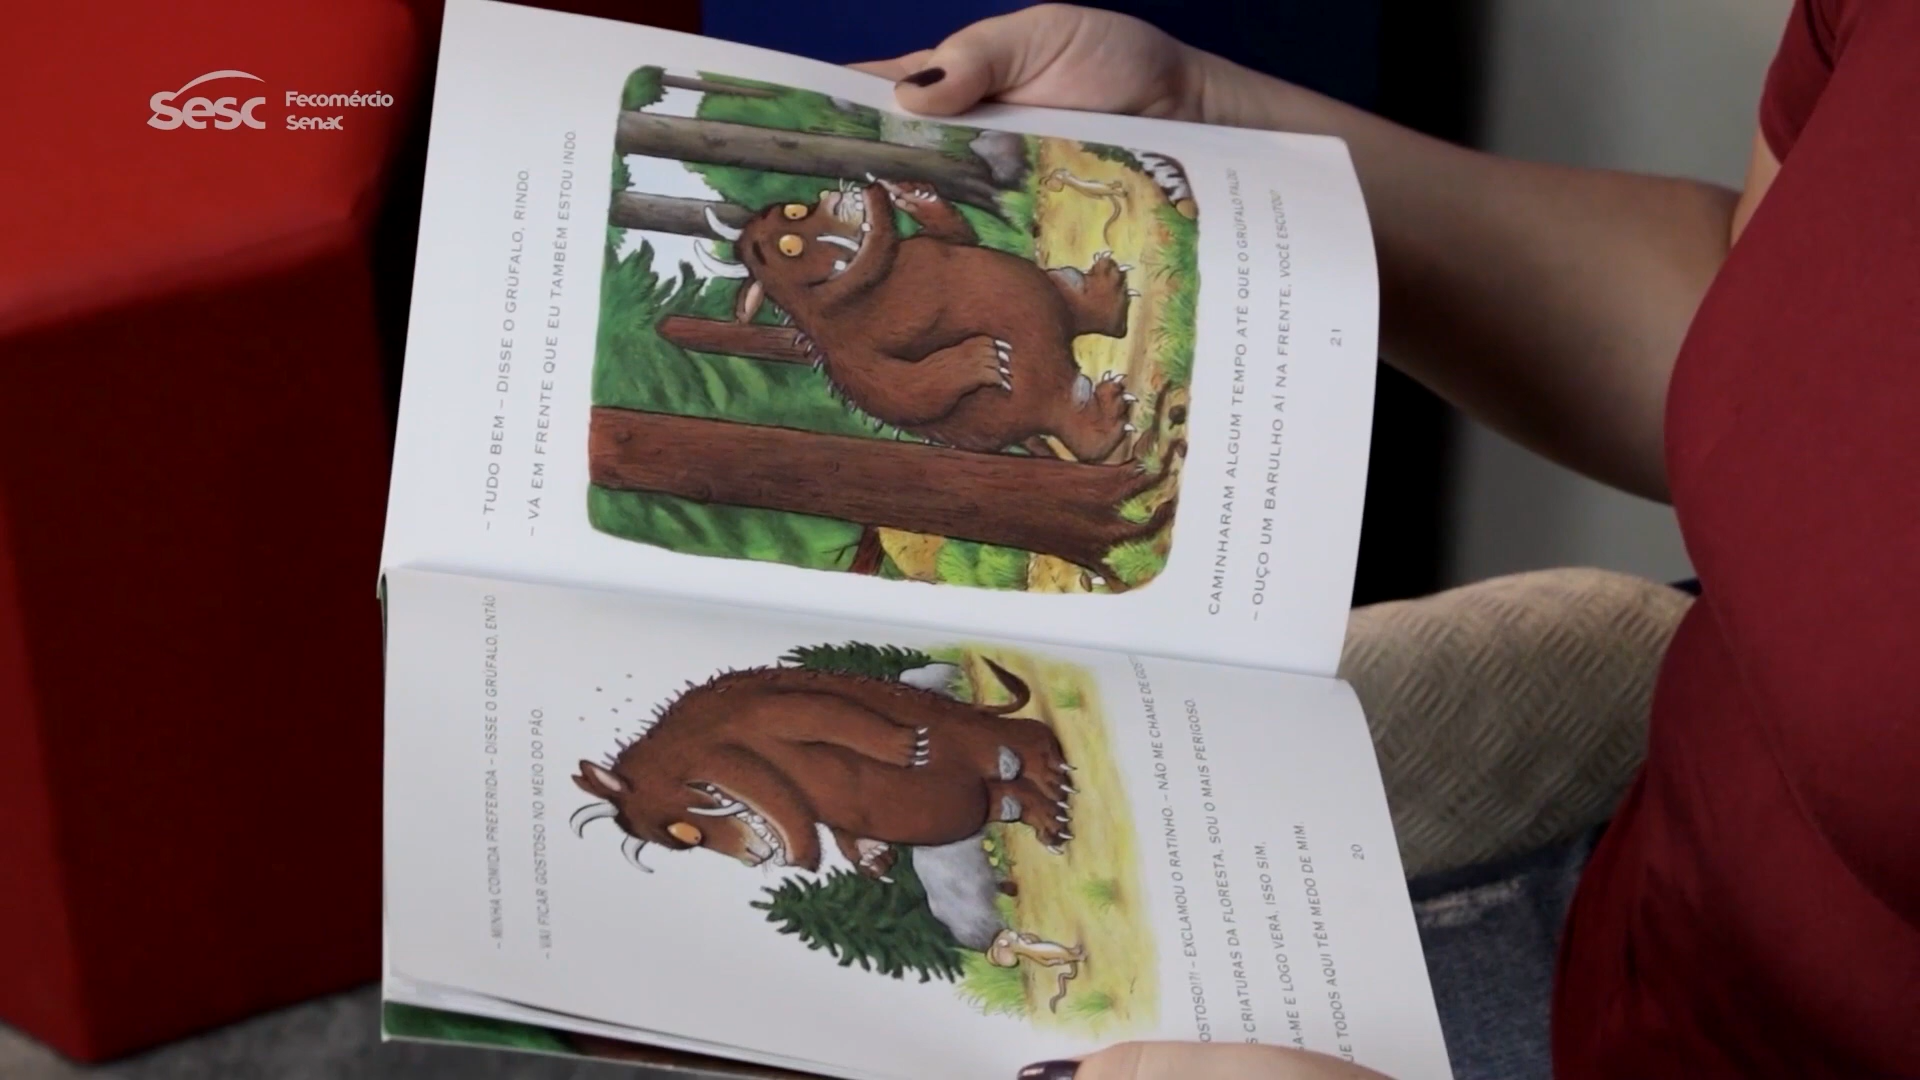 Sesc
Fecomércio
Senac
– MINHA COMIDA PREFERIDA – DISSE O GRÚFALO, ENTÃO
– VAI FICAR GOSTOSO NO MEIO DO PÃO.
OSTOSO!?! – EXCLAMOU O RATINHO. – NÃO ME CHAME DE
CRIATURAS DA FLORESTA, SOU O MAIS PERIGOSO.
E LOGO VERÁ, ISSO SIM,
TODOS AQUI TÊM MEDO DE MIM.
20
– TUDO BEM – DISSE O GRÚFALO, RINDO.
– VÁ EM FRENTE QUE EU TAMBÉM ESTOU INDO.
CAMINHARAM ALGUM TEMPO ATÉ QUE O GRÚFALO FALOU
– OUÇO UM BARULHO AÍ NA FRENTE, VOCÊ ESCUTOU
21